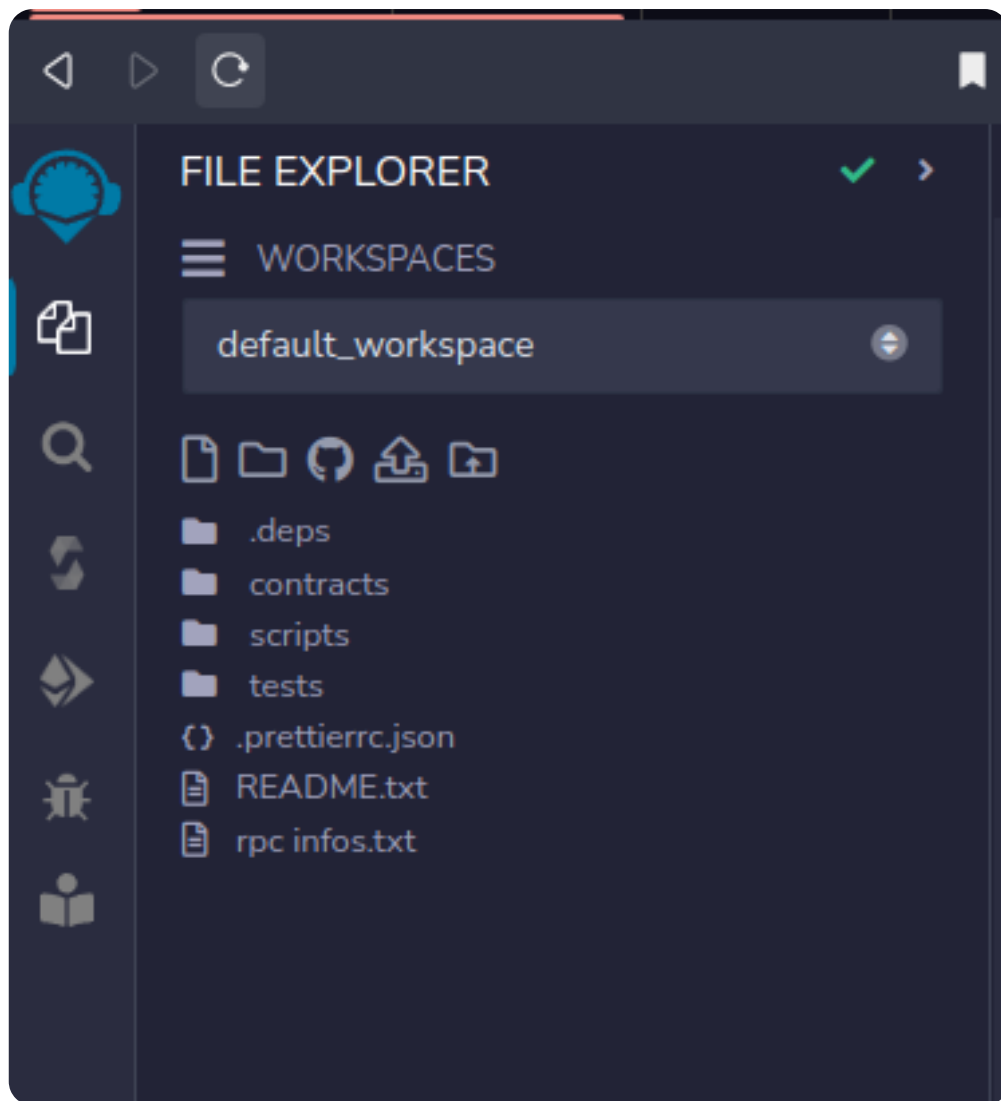 FILE EXPLORER
WORKSPACES
default_workspace
.deps
contracts
scripts
tests
.prettierrc.json
README.txt
rpc infos.txt